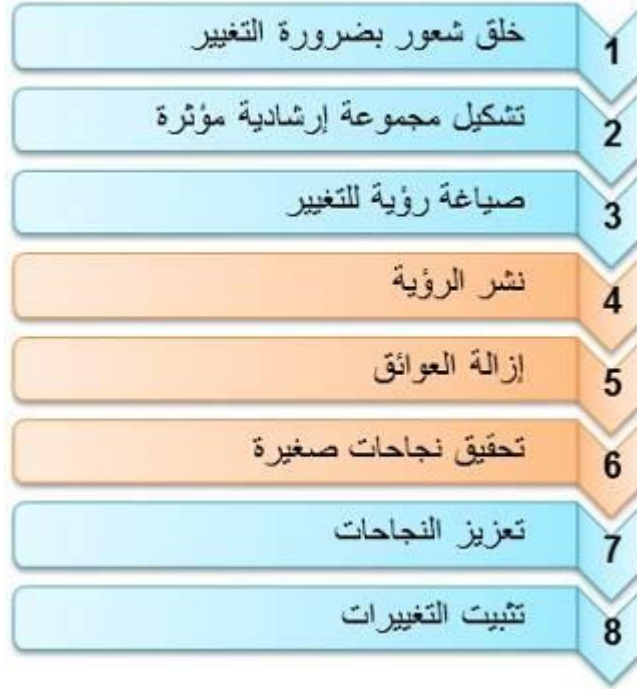 خلق شعور بضرورة التغيير 1
تشكيل مجموعة إرشادية مؤثرة 2
صياغة رؤية للتغيير 3
نشر الرؤية 4
إزالة العوائق 5
تحقيق نجاحات صغيرة 6
تعزيز النجاحات 7
تثبيت التغييرات 8